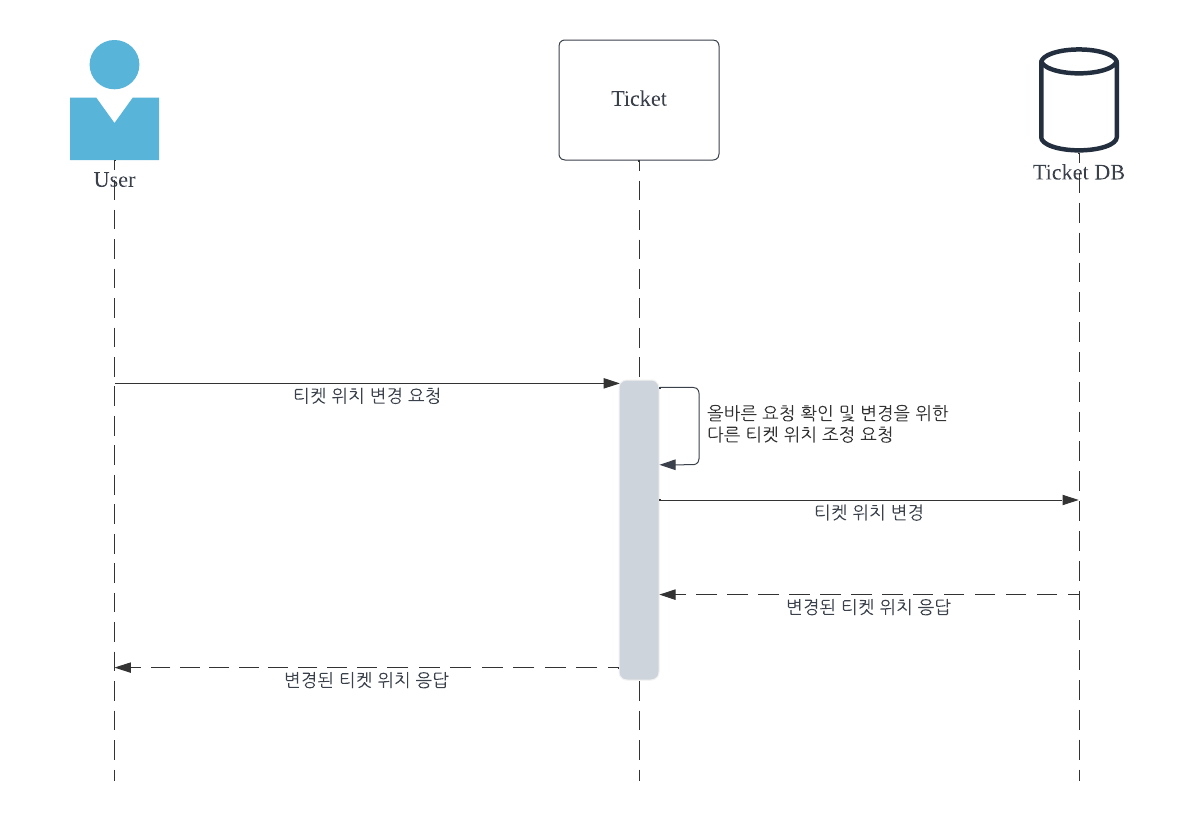 User
Ticket
Ticket DB
티켓 위치 변경 요청
올바른 요청 확인 및 변경을 위한
다른 티켓 위치 조정 요청
티켓 위치 변경
변경된 티켓 위치 응답
변경된 티켓 위치 응답